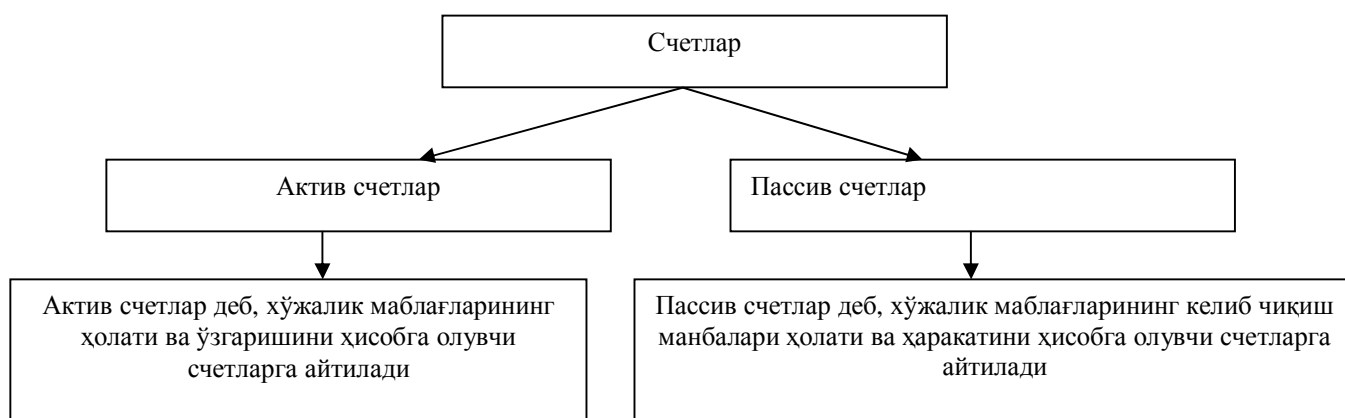 Счетлар
Актив счетлар
Пассив счетлар
Актив счетлар деб, хўжалик маблағларининг
ҳолати ва ўзгаришини ҳисобга олувчи
счетларга айтилади
Пассив счетлар деб, хўжалик маблағларининг келиб чиқиш
манбалари ҳолати ва ҳаракатини ҳисобга олувчи счетларга
айтилади